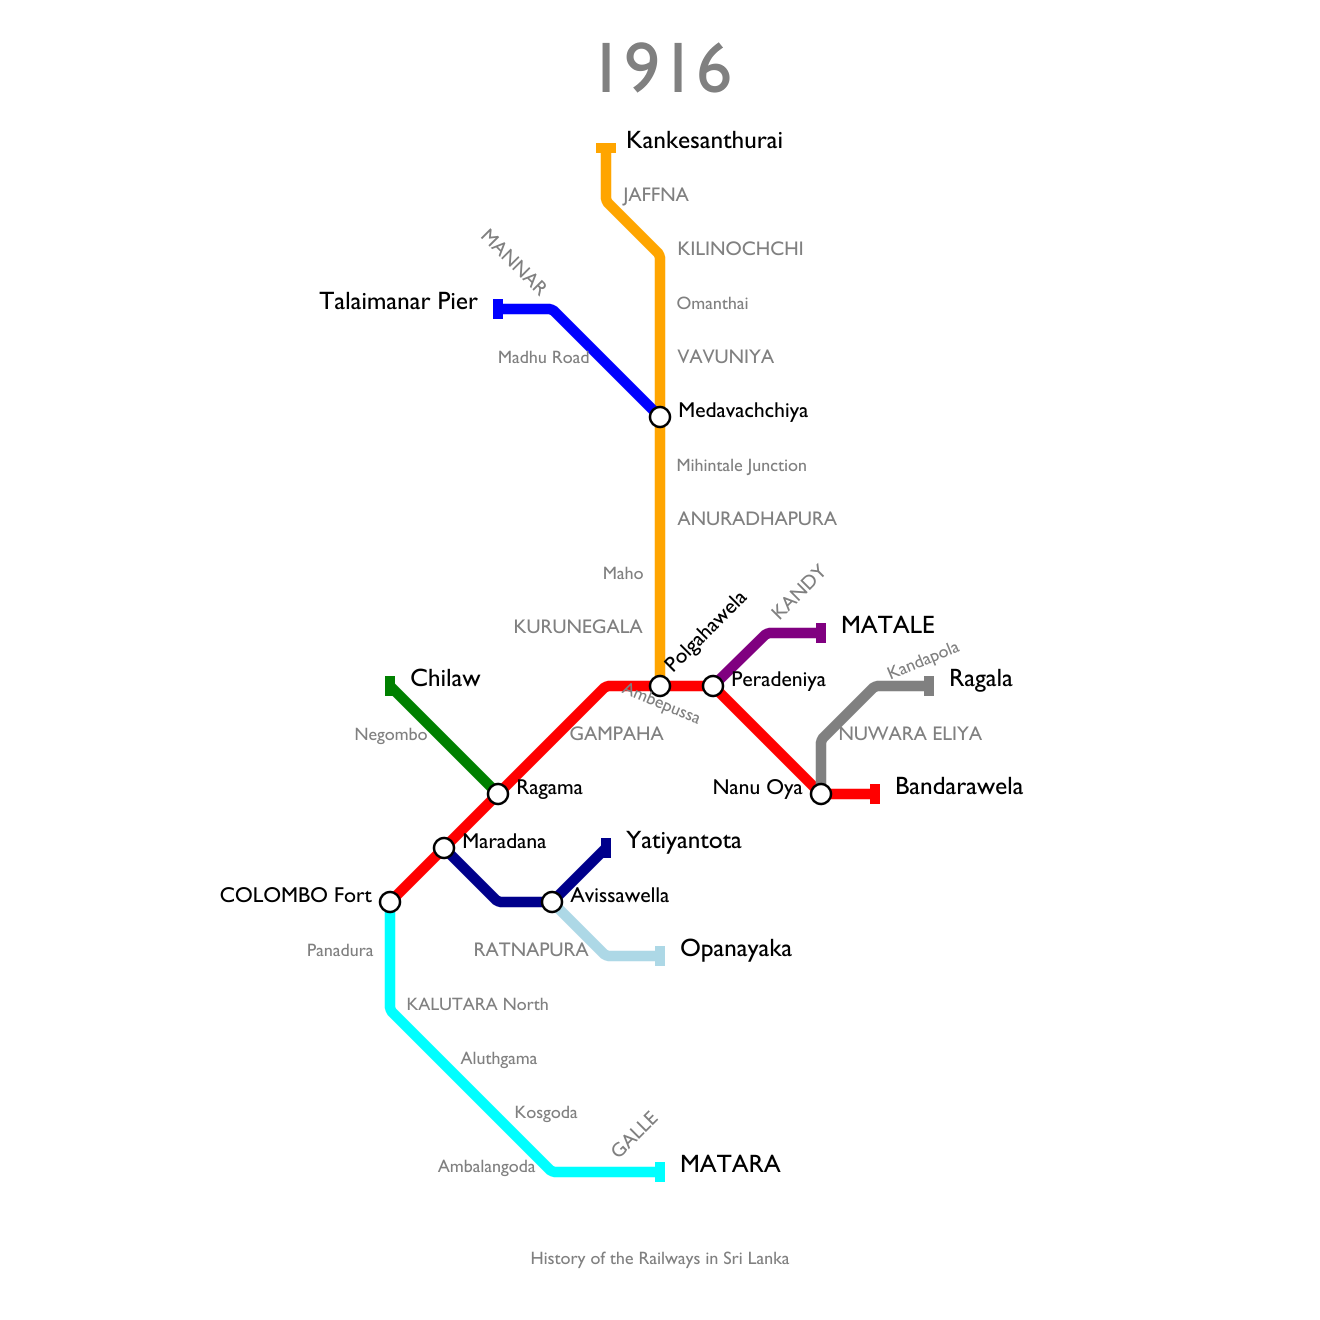 1916
Kankesanthurai
JAFFNA
MANNAR
KILINOCHCHI
Talaimanar Pier
Omanthai
Madhu Road
VAVUNIYA
Medavachchiya
Mihintale Junction
ANURADHAPURA
Maho
KANDY
KURUNEGALA
Polgahawela
MATALE
Kandapola
Chilaw
Ambepussa
Peradeniya
Ragala
Negombo
GAMPAHA
NUWARA ELIYA
Ragama
Nanu Oya
Bandarawela
Maradana
Yatiyantota
COLOMBO Fort
Avissawella
Panadura
RATNAPURA
Opanayaka
KALUTARA North
Aluthgama
Kosgoda
GALLE
Ambalangoda
MATARA
History of the Railways in Sri Lanka